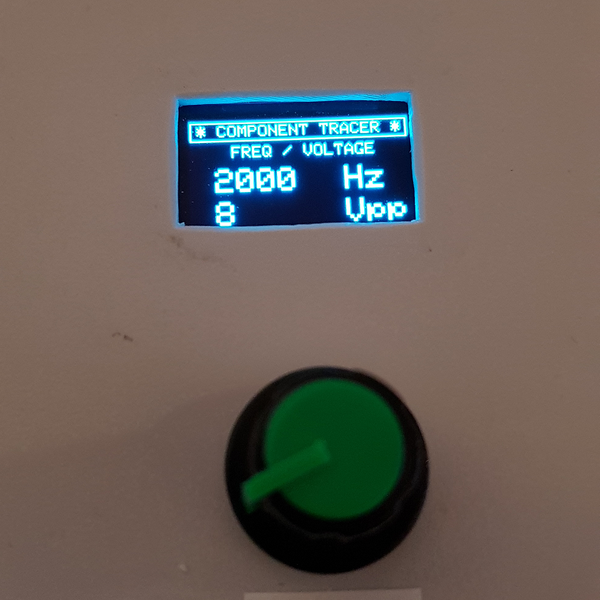 * COMPONENT TRACER *
FREQ / VOLTAGE
2000 Hz
8 Vpp